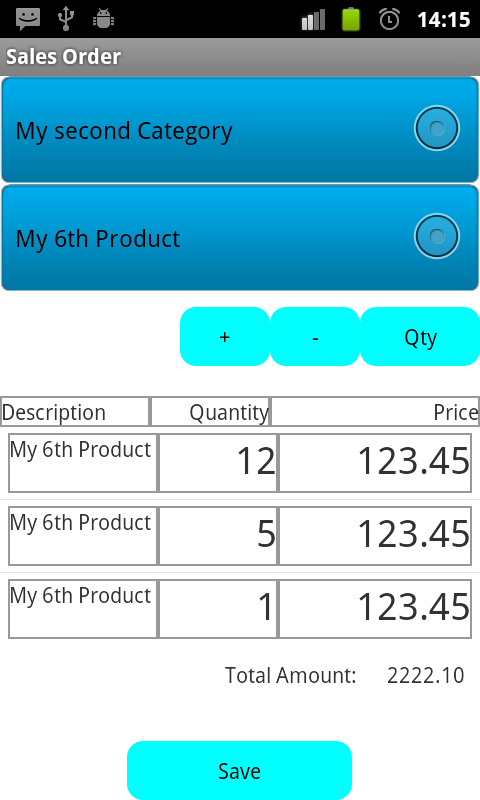 14:15
Sales Order
My second Category
My 6th Product
+ - Qty
Description Quantity Price
My 6th Product 12 123.45
My 6th Product 5 123.45
My 6th Product 1 123.45
Total Amount: 2222.10
Save